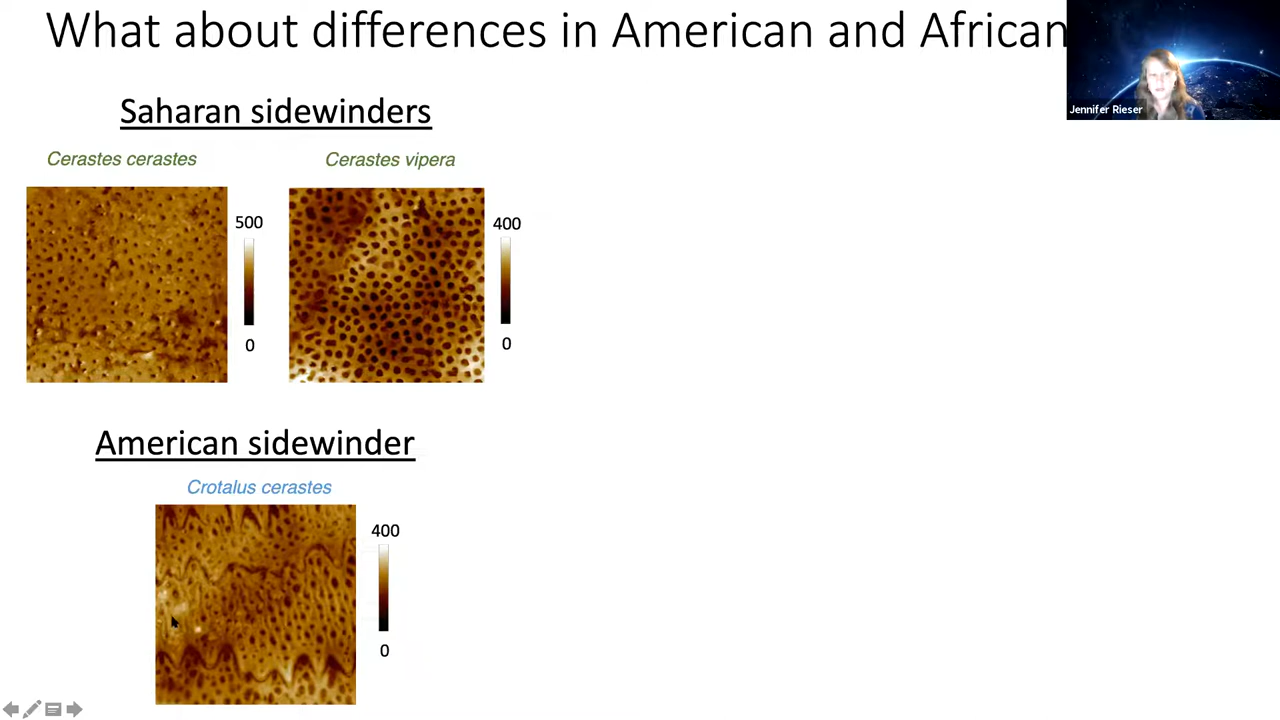 What about differences in American and African
Jennifer Rieser
Saharan sidewinders
Cerastes cerastes
Cerastes vipera
500
0
400
0
American sidewinder
Crotalus cerastes
400
0